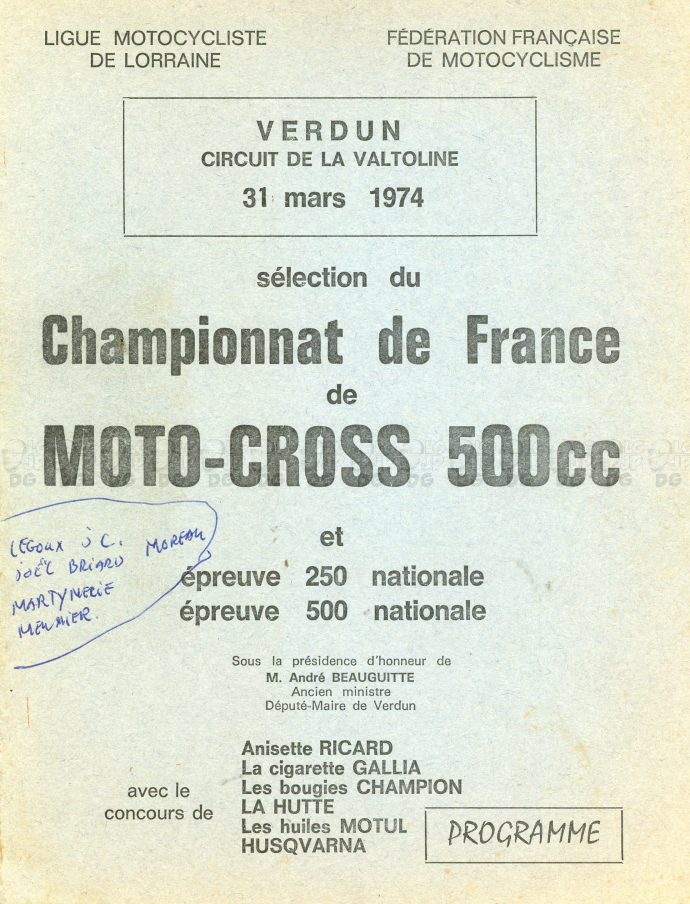 LIGUE MOTOCYCLISTE
DE LORRAINE
FÉDÉRATION FRANÇAISE
DE MOTOCYCLISME
VERDUN
CIRCUIT DE LA VALTOLINE
31 mars 1974
sélection du
Championnat de France
de
MOTO-CROSS 500cc
et
épreuve 250 nationale
épreuve 500 nationale
LEGOUX J C. MOREAU
JOËL BRIARD
MARTYNERIE
MEUNIER.
Sous la présidence d'honneur de
M. André BEAUGUITTE
Ancien ministre
Député-Maire de Verdun
avec le
concours de
Anisette RICARD
La cigarette GALLIA
Les bougies CHAMPION
LA HUTTE
Les huiles MOTUL
HUSQVARNA
PROGRAMME